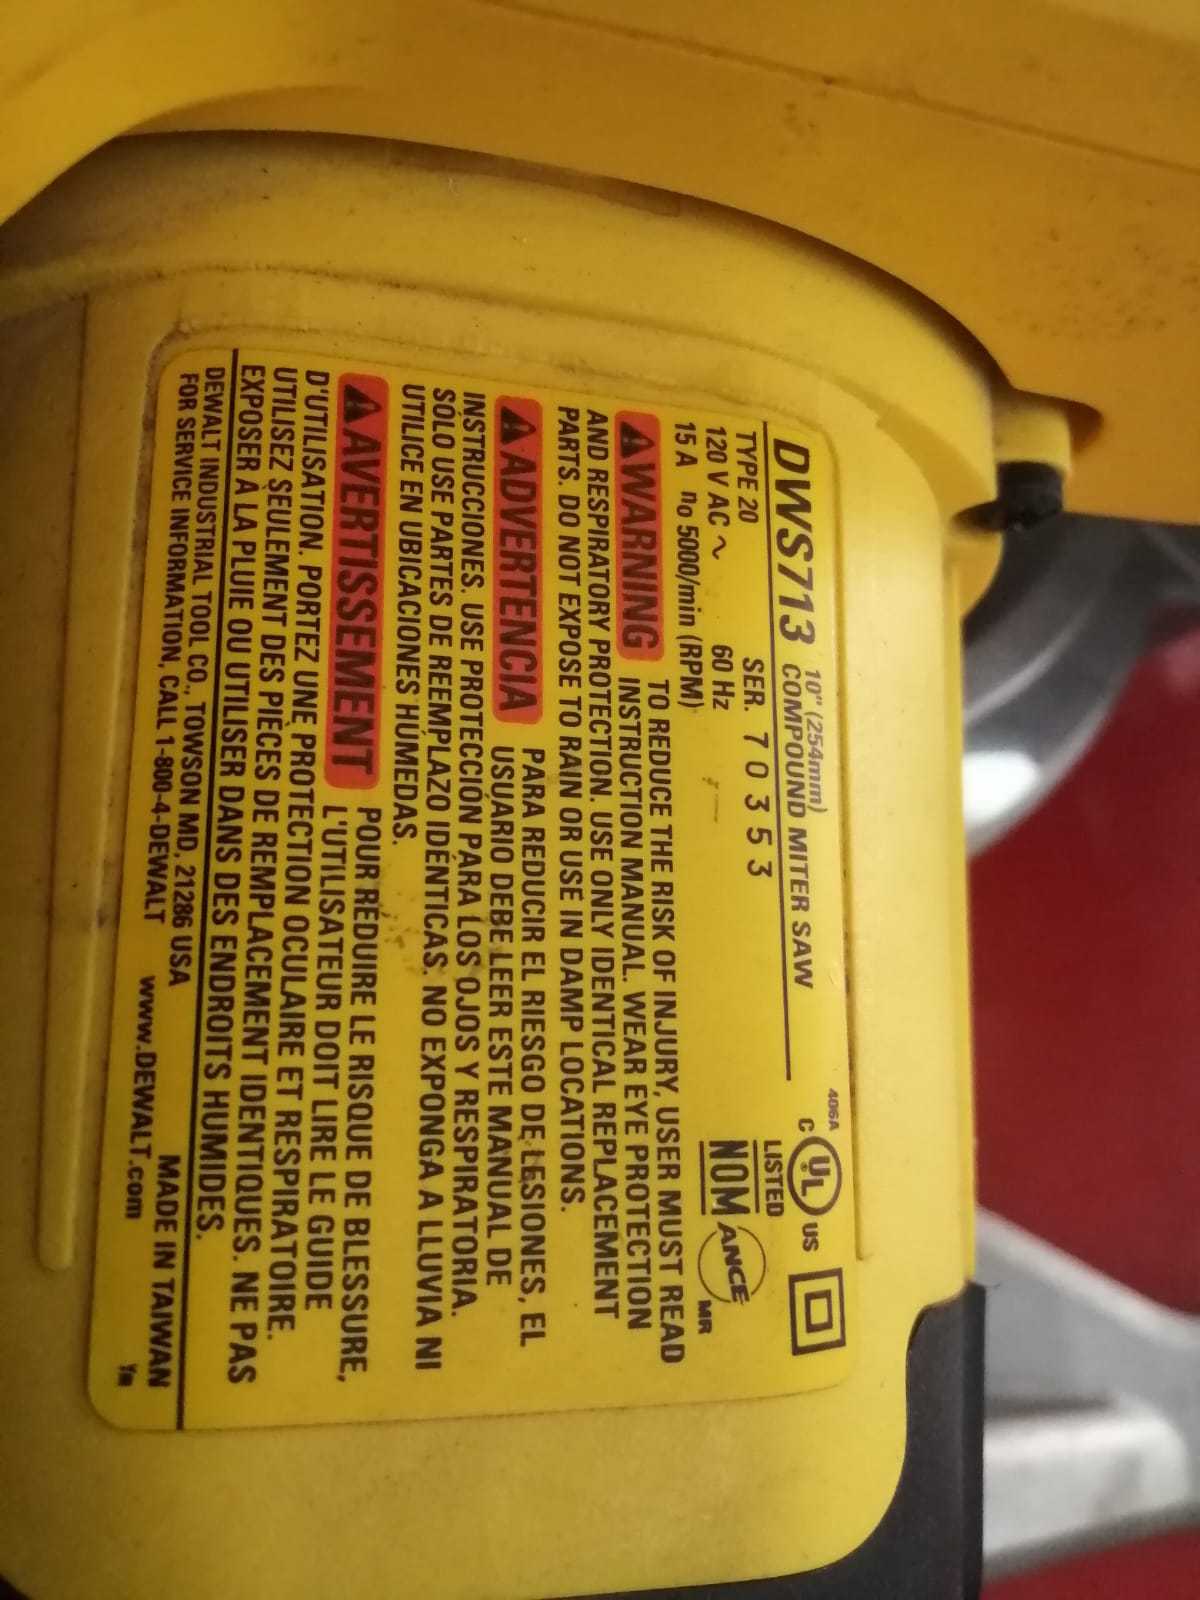 DWS713 10" (254mm) COMPOUND MITER SAW
TYPE 20 SER. 70353
120 V AC ~ 60 Hz
15 A no 5000/min (RPM)
406A
C UL® US
LISTED
NOM ANCE MR
WARNING TO REDUCE THE RISK OF INJURY, USER MUST READ
INSTRUCTION MANUAL. WEAR EYE PROTECTION
AND RESPIRATORY PROTECTION. USE ONLY IDENTICAL REPLACEMENT
PARTS. DO NOT EXPOSE TO RAIN OR USE IN DAMP LOCATIONS.
ADVERTENCIA PARA REDUCIR EL RIESGO DE LESIONES, EL
USUARIO DEBE LEER ESTE MANUAL DE
INSTRUCCIONES. USE PROTECCIÓN PARA LOS OJOS Y RESPIRATORIA.
SÓLO USE PARTES DE REEMPLAZO IDÉNTICAS. NO EXPONGA A LLUVIA NI
UTILICE EN UBICACIONES HÚMEDAS.
AVERTISSEMENT POUR RÉDUIRE LE RISQUE DE BLESSURE,
L'UTILISATEUR DOIT LIRE LE GUIDE
D'UTILISATION. PORTEZ UNE PROTECTION OCULAIRE ET RESPIRATOIRE.
UTILISEZ SEULEMENT DES PIÈCES DE REMPLACEMENT IDENTIQUES. NE PAS
EXPOSER À LA PLUIE OU UTILISER DANS DES ENDROITS HUMIDES.
DEWALT INDUSTRIAL TOOL CO., TOWSON MD, 21286 USA MADE IN TAIWAN
FOR SERVICE INFORMATION, CALL 1-800-4-DEWALT www.DEWALT.com